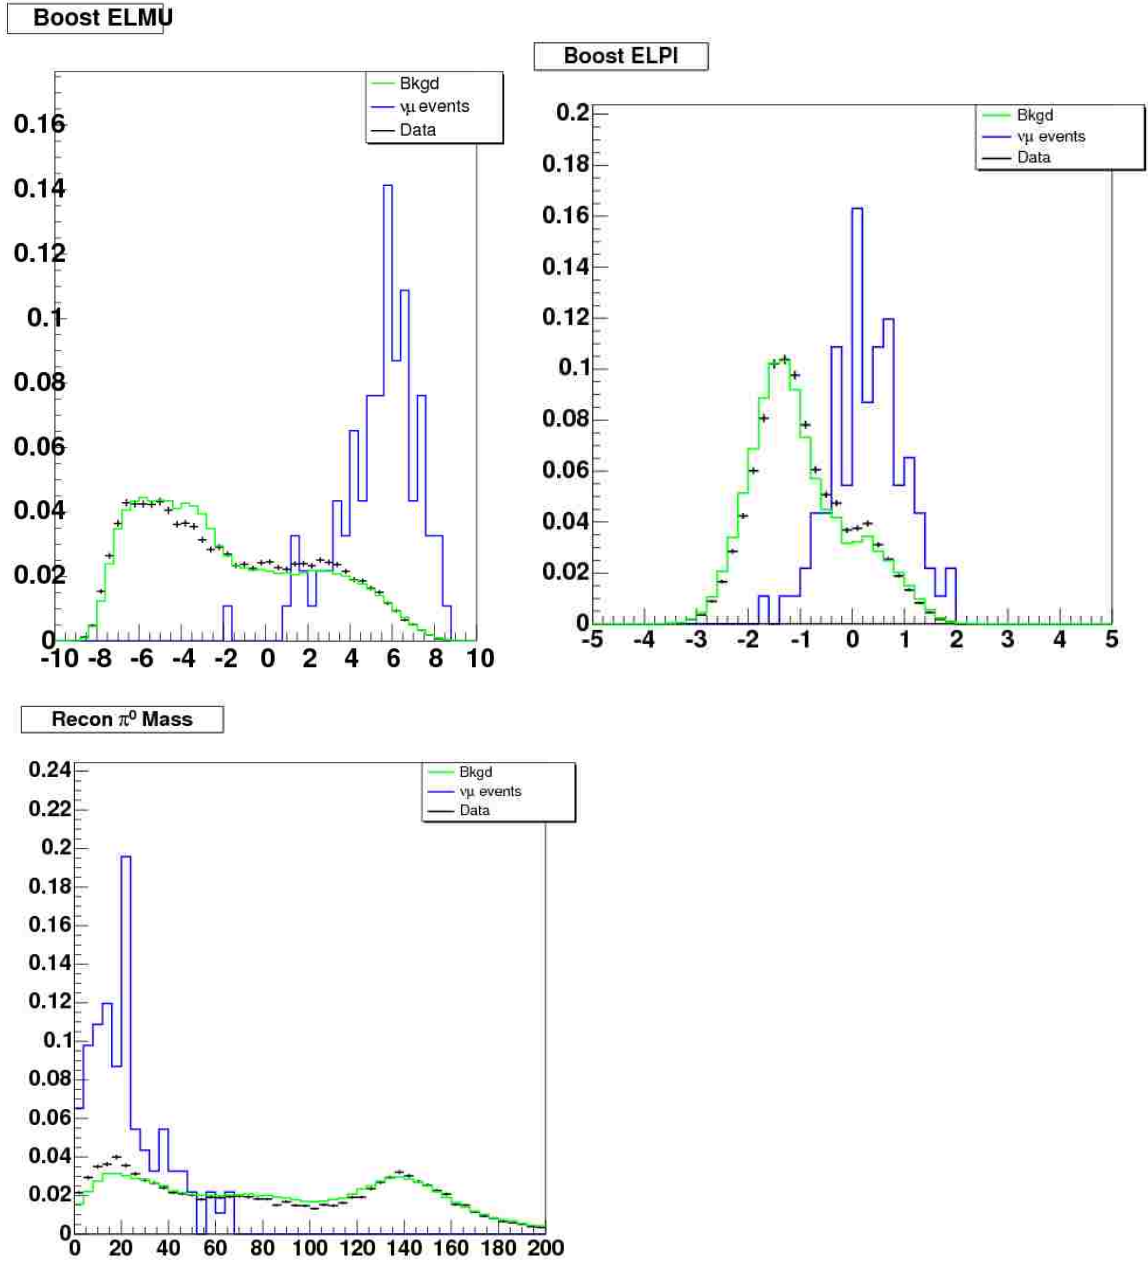 Boost ELMU
Bkgd
νμ events
Data
0.16
0.14
0.12
0.1
0.08
0.06
0.04
0.02
0
-10 -8 -6 -4 -2 0 2 4 6 8 10
Boost ELPI
Bkgd
νμ events
Data
0.2
0.18
0.16
0.14
0.12
0.1
0.08
0.06
0.04
0.02
0
-5 -4 -3 -2 -1 0 1 2 3 4 5
Recon π⁰ Mass
Bkgd
νμ events
Data
0.24
0.22
0.2
0.18
0.16
0.14
0.12
0.1
0.08
0.06
0.04
0.02
0
0 20 40 60 80 100 120 140 160 180 200